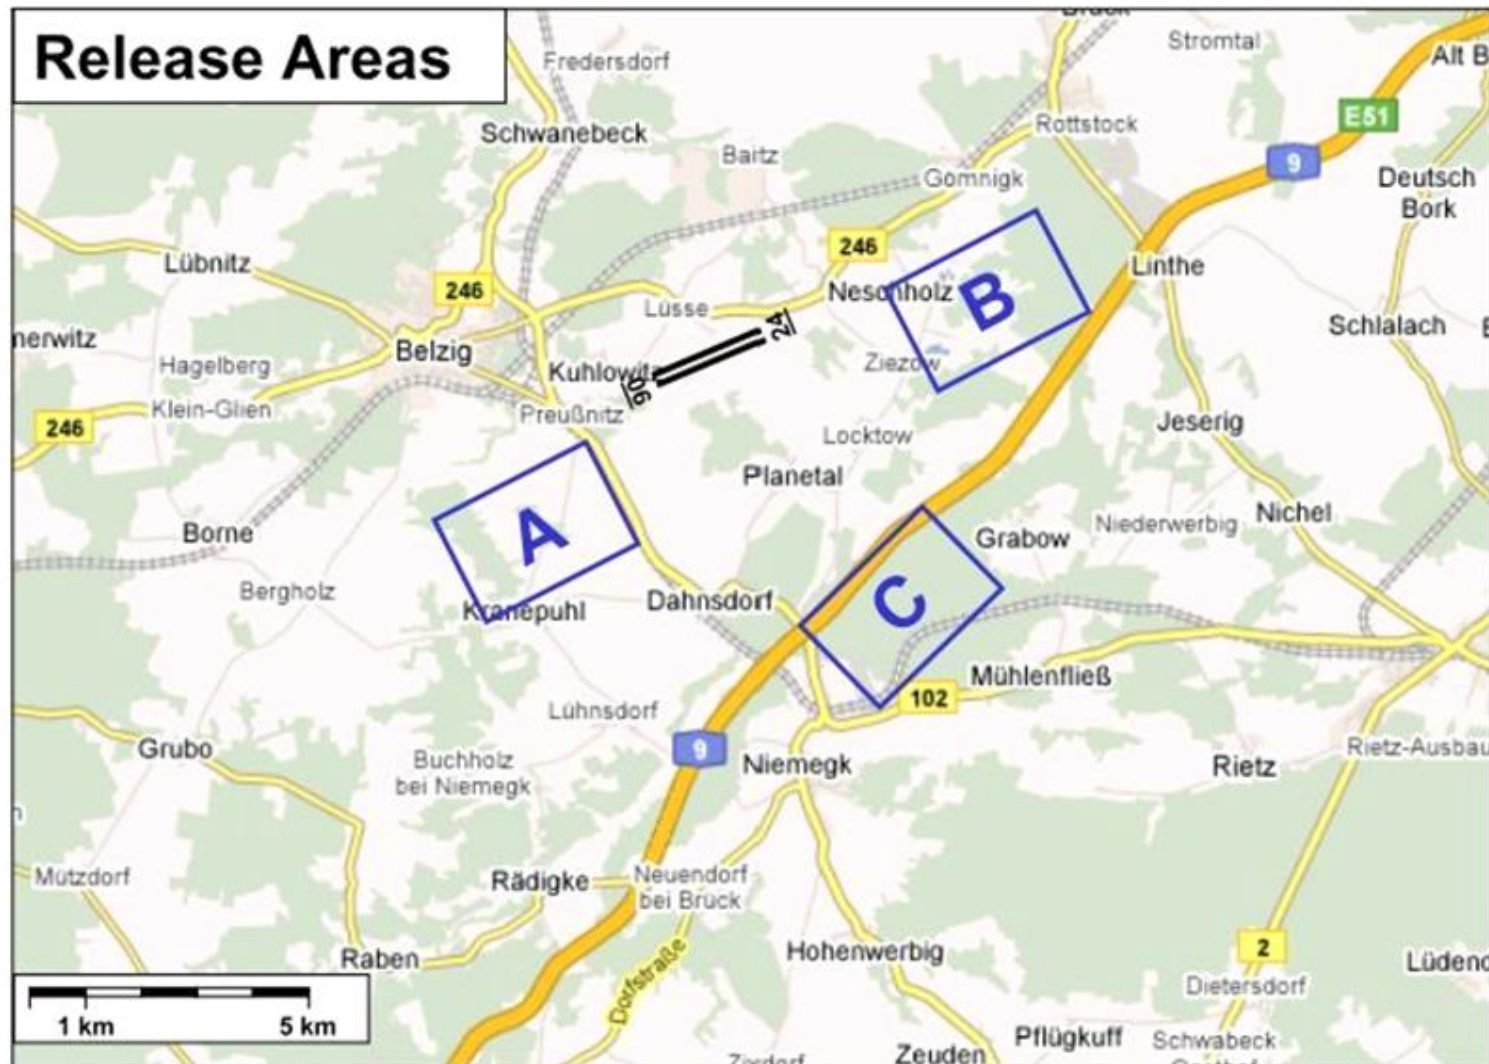 Release Areas
Stromtal
Alt B
Fredersdorf
E51
Schwanebeck
Rottstock
Baitz
9
Gömnigk
Deutsch
Bork
246
Lübnitz
Linthe
246
Neschholz
B
Lüsse
24
Schlalach
nerwitz
Belzig
Hagelberg
Kuhlowitz
Ziezow
06
Klein-Glien
Preußnitz
246
Jeserig
Locktow
Planetal
A
Borne
Grabow
Niederwerbig
Nichel
Bergholz
C
Kranepuhl
Dahnsdorf
Mühlenfließ
102
Lühnsdorf
Grubo
9
Buchholz
bei Niemegk
Niemegk
Rietz
Rietz-Ausbau
Mützdorf
Rädigke
Neuendorf
bei Brück
Raben
Hohenwerbig
2
Dorfstraße
Dietersdorf
Lüdend
1 km
5 km
Pflügkuff
Schwabeck
Zeuden